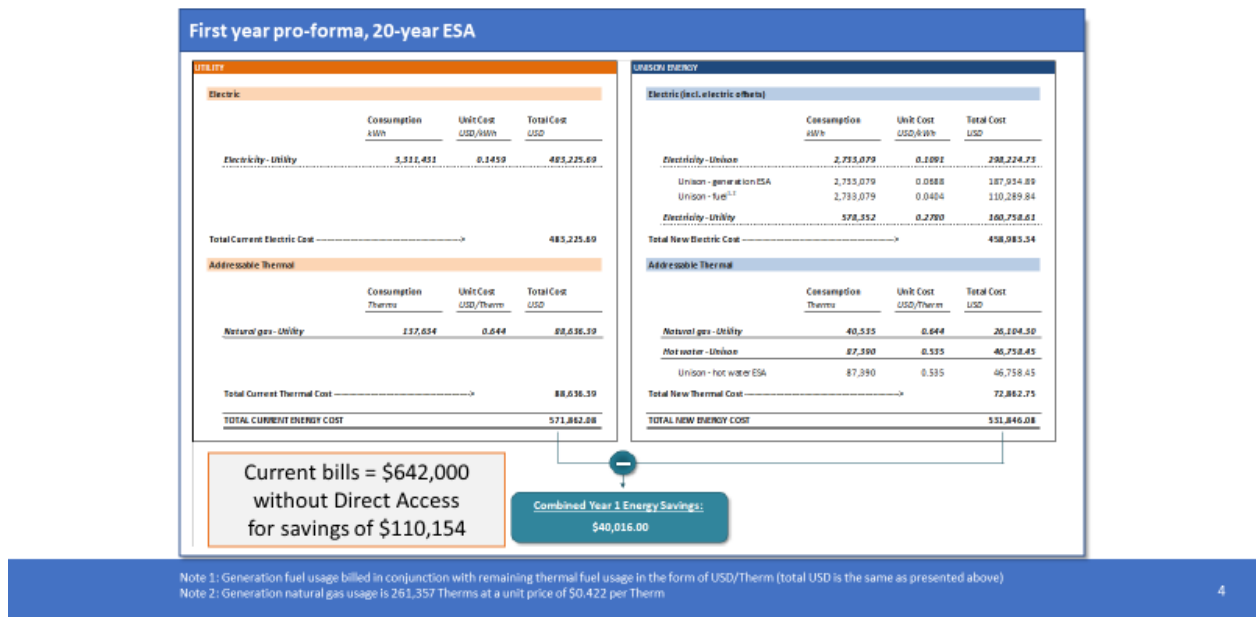 First year pro-forma, 20-year ESA
UTILITY
Electric
Consumption Unit Cost Total Cost
kWh USD/kWh USD
Electricity - Utility 3,311,431 0.1459 483,225.69
Total Current Electric Cost ----> 483,225.69
Addressable Thermal
Consumption Unit Cost Total Cost
Therms USD/Therm USD
Natural gas - Utility 137,634 0.644 88,636.39
Total Current Thermal Cost ----> 88,636.39
TOTAL CURRENT ENERGY COST 571,862.08
UNISON ENERGY
Electric (incl. electric offsets)
Consumption Unit Cost Total Cost
kWh USD/kWh USD
Electricity - Unison 2,733,079 0.1091 298,224.73
Unison - generation ESA 2,733,079 0.0688 187,934.89
Unison - fuel 2,733,079 0.0404 110,289.84
Electricity - Utility 578,352 0.2780 160,758.61
Total New Electric Cost ----> 458,983.34
Addressable Thermal
Consumption Unit Cost Total Cost
Therms USD/Therm USD
Natural gas - Utility 40,535 0.644 26,104.30
Hot water - Unison 87,390 0.535 46,758.45
Unison - hot water ESA 87,390 0.535 46,758.45
Total New Thermal Cost ----> 72,862.75
TOTAL NEW ENERGY COST 531,846.08
Current bills = $642,000
without Direct Access
for savings of $110,154
Combined Year 1 Energy Savings:
$40,016.00
Note 1: Generation fuel usage billed in conjunction with remaining thermal fuel usage in the form of USD/Therm (total USD is the same as presented above)
Note 2: Generation natural gas usage is 261,357 Therms at a unit price of $0.422 per Therm
4